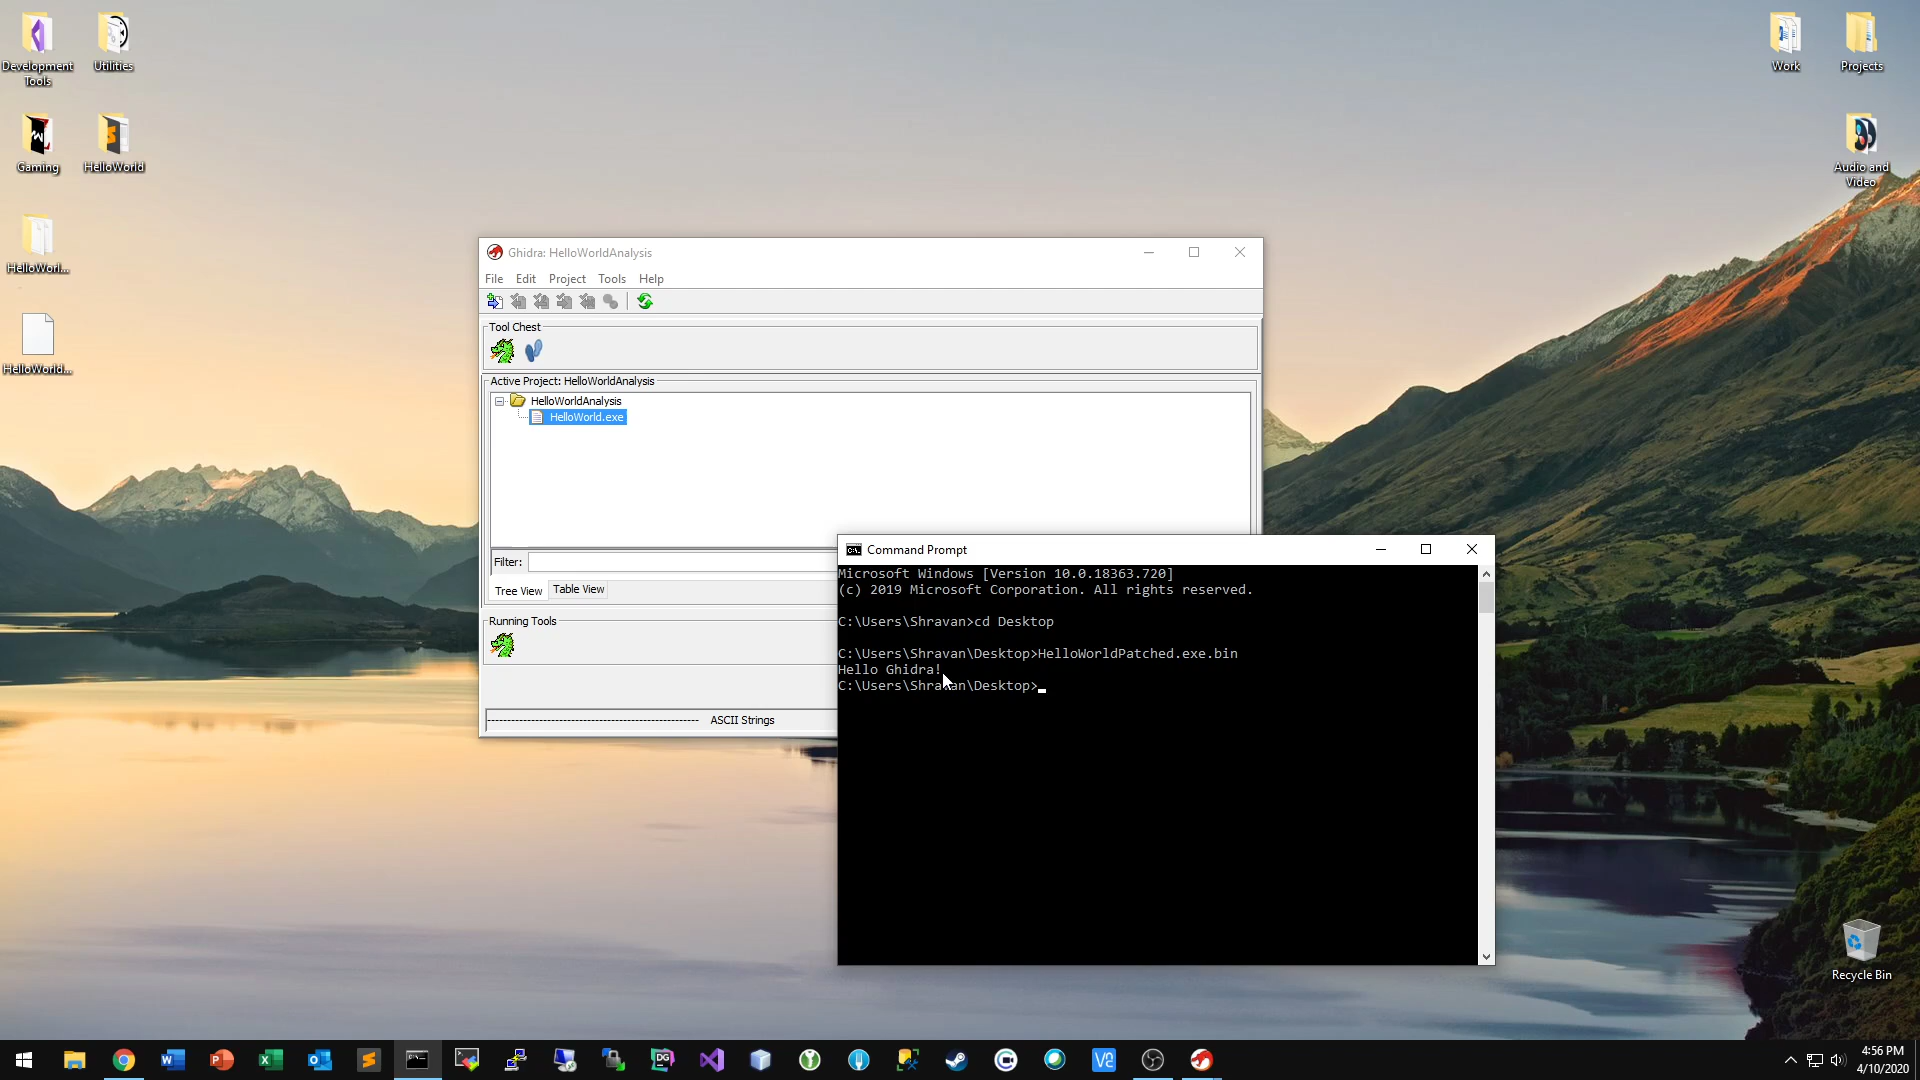 Development
Tools
Utilities
Gaming
HelloWorld
HelloWorl...
HelloWorld...
Work
Projects
Audio and
Video
Recycle Bin
Ghidra: HelloWorldAnalysis
File Edit Project Tools Help
Tool Chest
Active Project: HelloWorldAnalysis
HelloWorldAnalysis
HelloWorld.exe
Filter:
Tree View Table View
Running Tools
ASCII Strings
Command Prompt
Microsoft Windows [Version 10.0.18363.720]
(c) 2019 Microsoft Corporation. All rights reserved.
C:\Users\Shravan>cd Desktop
C:\Users\Shravan\Desktop>HelloWorldPatched.exe.bin
Hello Ghidra!
C:\Users\Shravan\Desktop>
4:56 PM
4/10/2020